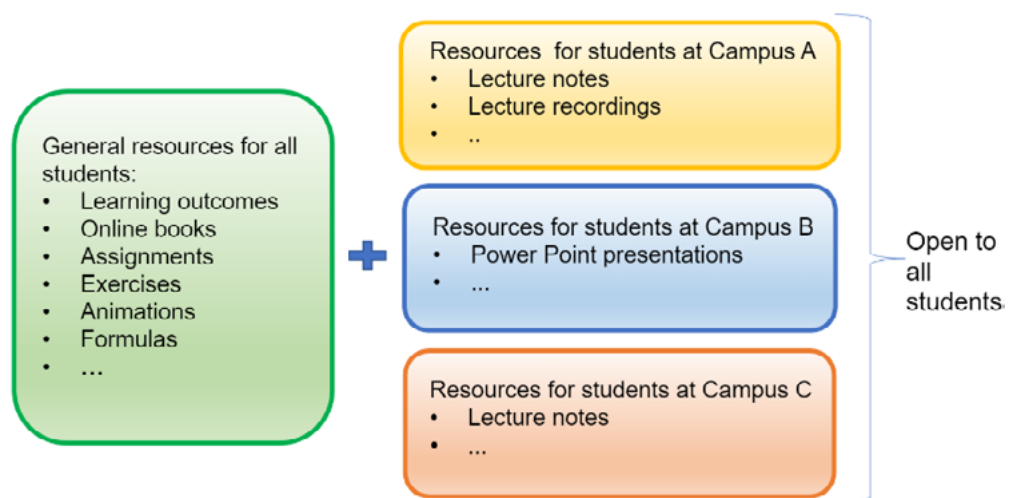 General resources for all
students:
• Learning outcomes
• Online books
• Assignments
• Exercises
• Animations
• Formulas
• ...
Resources for students at Campus A
• Lecture notes
• Lecture recordings
• ..
Resources for students at Campus B
• Power Point presentations
• ...
Resources for students at Campus C
• Lecture notes
• ...
Open to
all
students